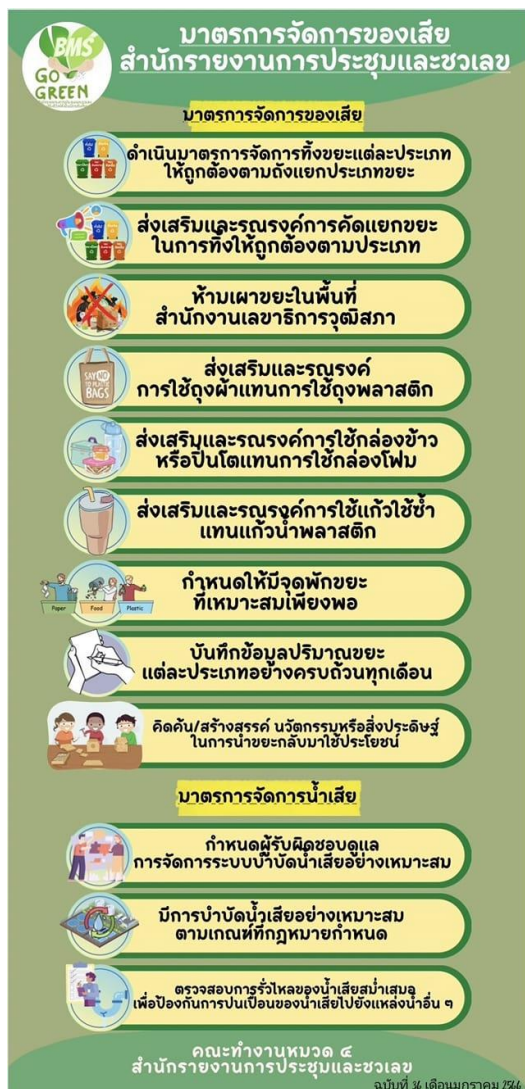 BMS
GO
GREEN
มาตรการจัดการของเสีย
สำนักรายงานการประชุมและชวเลข
มาตรการจัดการของเสีย
ดำเนินมาตรการจัดการทิ้งขยะแต่ละประเภท
ให้ถูกต้องตามถังแยกประเภทขยะ
ส่งเสริมและรณรงค์การคัดแยกขยะ
ในการทิ้งให้ถูกต้องตามประเภท
ห้ามเผาขยะในพื้นที่
สำนักงานเลขาธิการวุฒิสภา
SAY NO
TO PLASTIC
BAGS
ส่งเสริมและรณรงค์
การใช้ถุงผ้าแทนการใช้ถุงพลาสติก
ส่งเสริมและรณรงค์การใช้กล่องข้าว
หรือปิ่นโตแทนการใช้กล่องโฟม
ส่งเสริมและรณรงค์การใช้แก้วใช้ซ้ำ
แทนแก้วน้ำพลาสติก
Paper Food Plastic
กำหนดให้มีจุดพักขยะ
ที่เหมาะสมเพียงพอ
บันทึกข้อมูลปริมาณขยะ
แต่ละประเภทอย่างครบถ้วนทุกเดือน
คิดค้น/สร้างสรรค์ นวัตกรรมหรือสิ่งประดิษฐ์
ในการนำขยะกลับมาใช้ประโยชน์
มาตรการจัดการน้ำเสีย
กำหนดผู้รับผิดชอบดูแล
การจัดการระบบบำบัดน้ำเสียอย่างเหมาะสม
มีการบำบัดน้ำเสียอย่างเหมาะสม
ตามเกณฑ์ที่กฎหมายกำหนด
ตรวจสอบการรั่วไหลของน้ำเสียสม่ำเสมอ
เพื่อป้องกันการปนเปื้อนของน้ำเสียไปยังแหล่งน้ำอื่น ๆ
คณะทำงานหมวด ๔
สำนักรายงานการประชุมและชวเลข
ฉบับที่ เดือนมกราคม